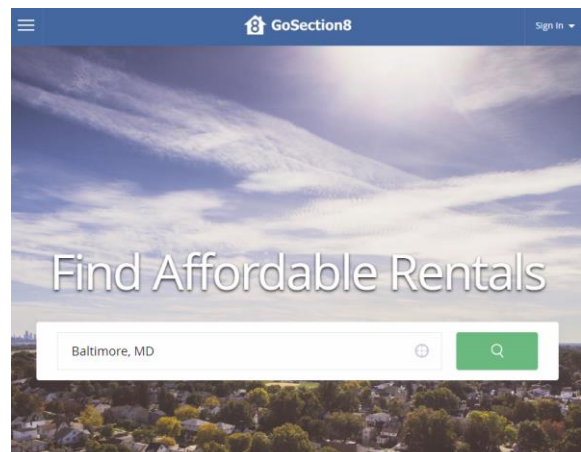 GoSection8
Sign In
Find Affordable Rentals
Baltimore, MD